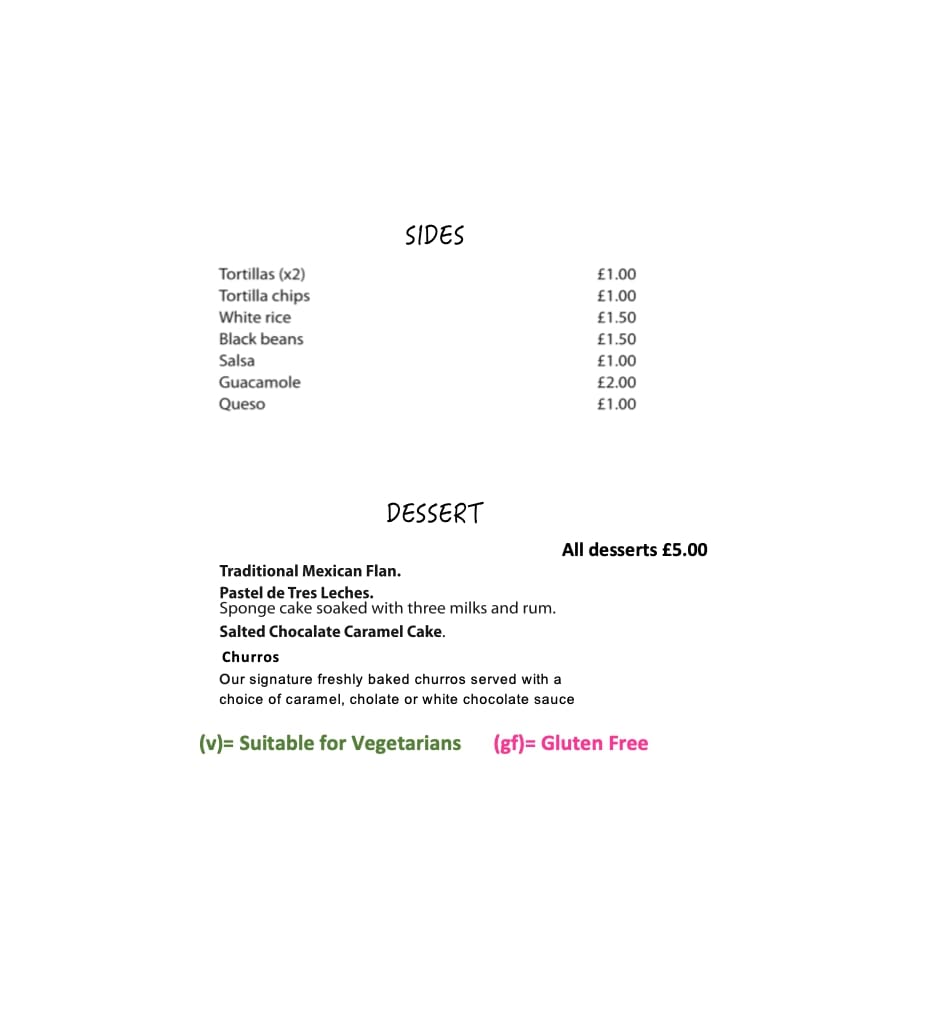 SIDES
Tortillas (x2) £1.00
Tortilla chips £1.00
White rice £1.50
Black beans £1.50
Salsa £1.00
Guacamole £2.00
Queso £1.00
DESSERT
All desserts £5.00
Traditional Mexican Flan.
Pastel de Tres Leches.
Sponge cake soaked with three milks and rum.
Salted Chocalate Caramel Cake.
Churros
Our signature freshly baked churros served with a
choice of caramel, cholate or white chocolate sauce
(v)= Suitable for Vegetarians (gf)= Gluten Free